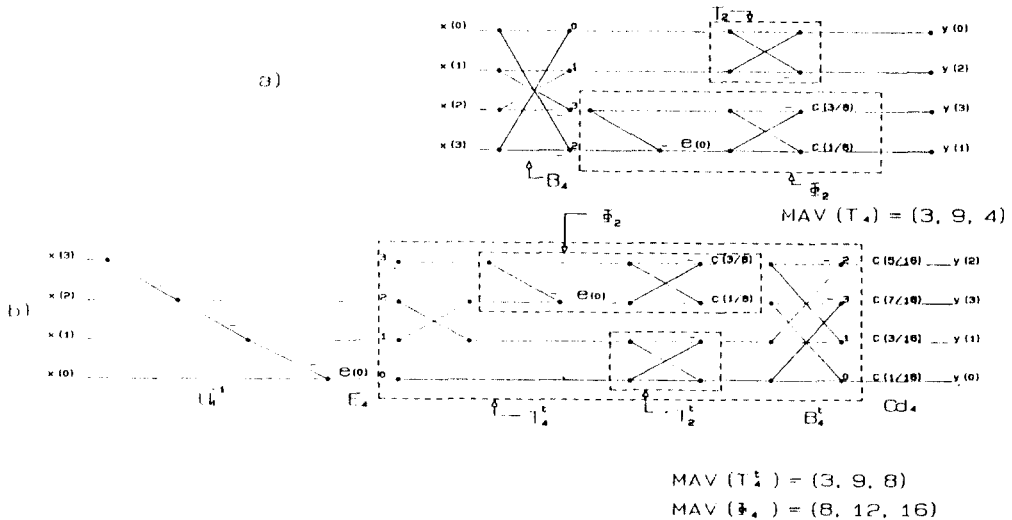 T₂
x(0) 0 y(0)
x(1) 1 y(2)
a)
x(2) 3 C(3/8) y(3)
x(3) 2 e(0) C(1/8) y(1)
B₄ Φ₂
MAV (T₄) = (3, 9, 4)
Φ₂
x(3) 3 C(3/8) 2 C(5/16) y(2)
b) x(2) 2 e(0) C(1/8) 3 C(7/16) y(3)
x(1) 1 1 C(3/16) y(1)
x(0) e(0) 0 0 C(1/16) y(0)
E₄ T₄ᵗ T₂ᵗ B₄ᵗ Cd₄
MAV (T₄ᵗ) = (3, 9, 8)
MAV (Φ₄) = (8, 12, 16)